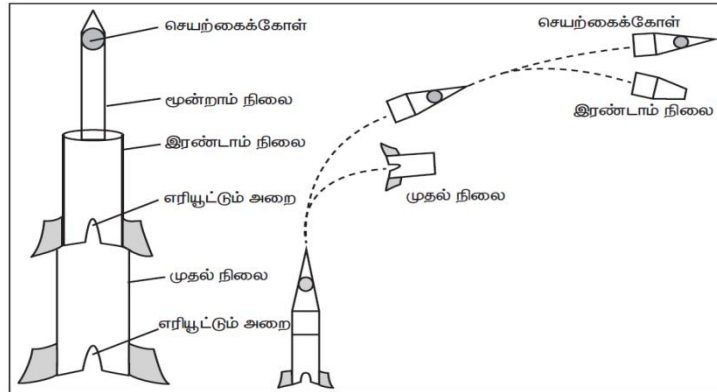 செயற்கைக்கோள்
மூன்றாம் நிலை
இரண்டாம் நிலை
எரியூட்டும் அறை
முதல் நிலை
எரியூட்டும் அறை
செயற்கைக்கோள்
இரண்டாம் நிலை
முதல் நிலை